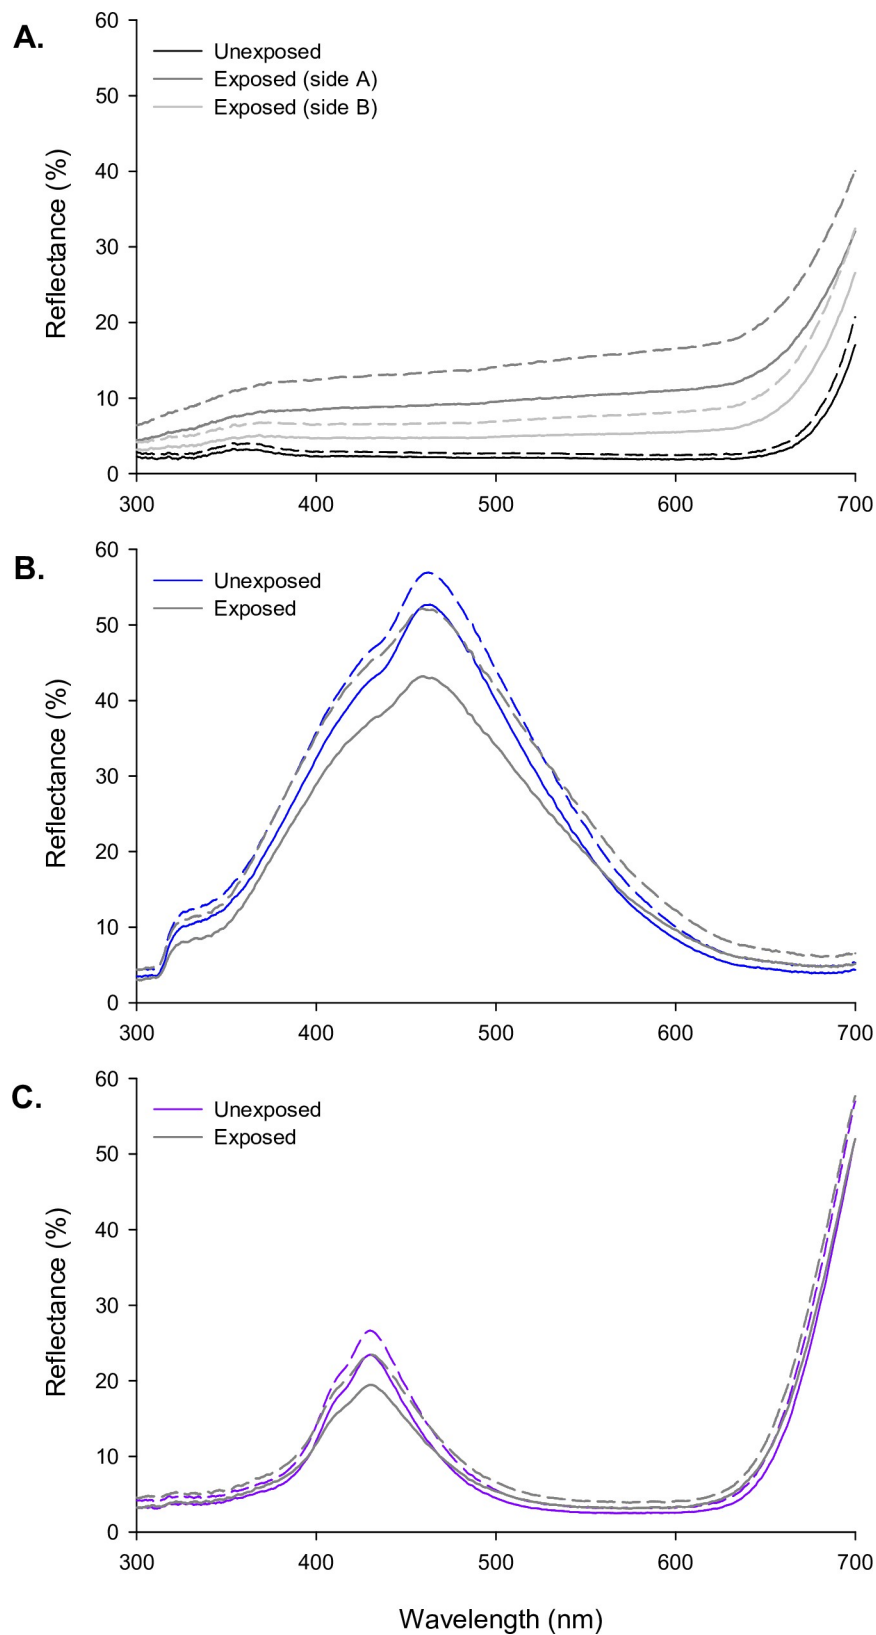 A.
60
50
40
30
20
10
0
Reflectance (%)
Unexposed
Exposed (side A)
Exposed (side B)
300 400 500 600 700
B.
60
50
40
30
20
10
0
Reflectance (%)
Unexposed
Exposed
300 400 500 600 700
C.
60
50
40
30
20
10
0
Reflectance (%)
Unexposed
Exposed
300 400 500 600 700
Wavelength (nm)